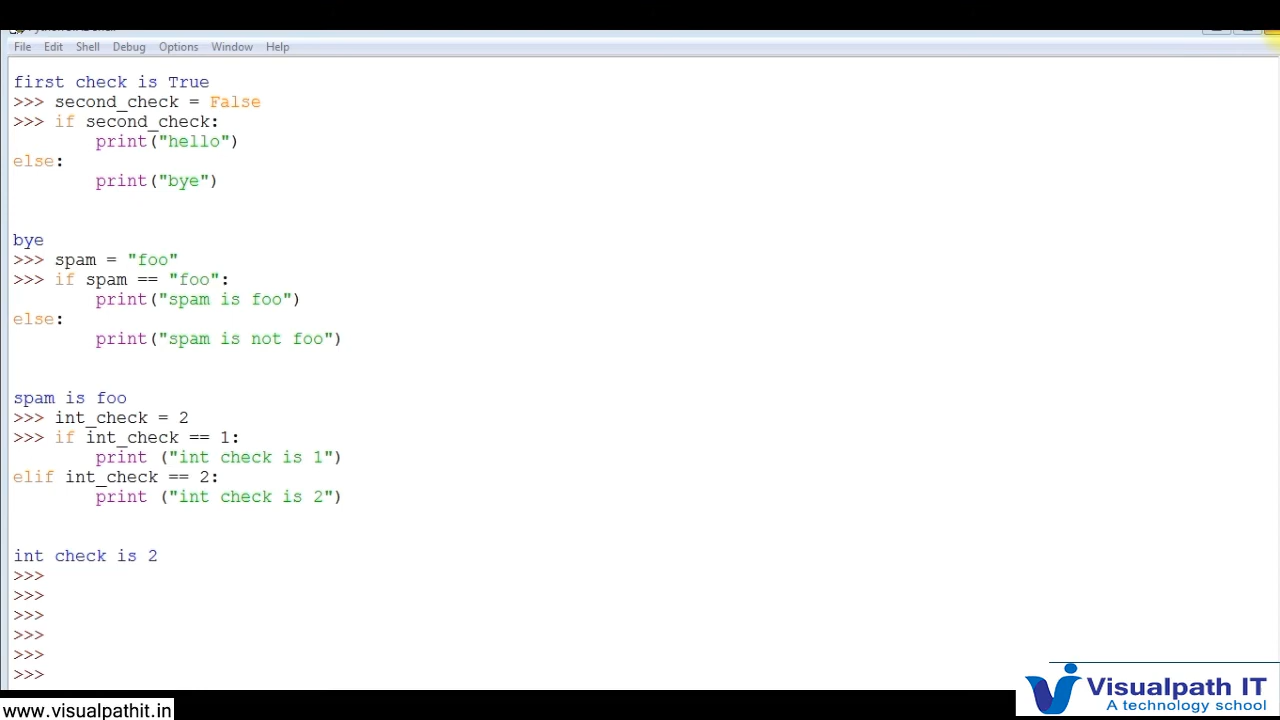 File Edit Shell Debug Options Window Help
first check is True
>>> second_check = False
>>> if second_check:
        print("hello")
else:
        print("bye")
bye
>>> spam = "foo"
>>> if spam == "foo":
        print("spam is foo")
else:
        print("spam is not foo")
spam is foo
>>> int_check = 2
>>> if int_check == 1:
        print ("int check is 1")
elif int_check == 2:
        print ("int check is 2")
int check is 2
>>>
>>>
>>>
>>>
>>>
>>>
Visualpath IT
A technology school
www.visualpathit.in